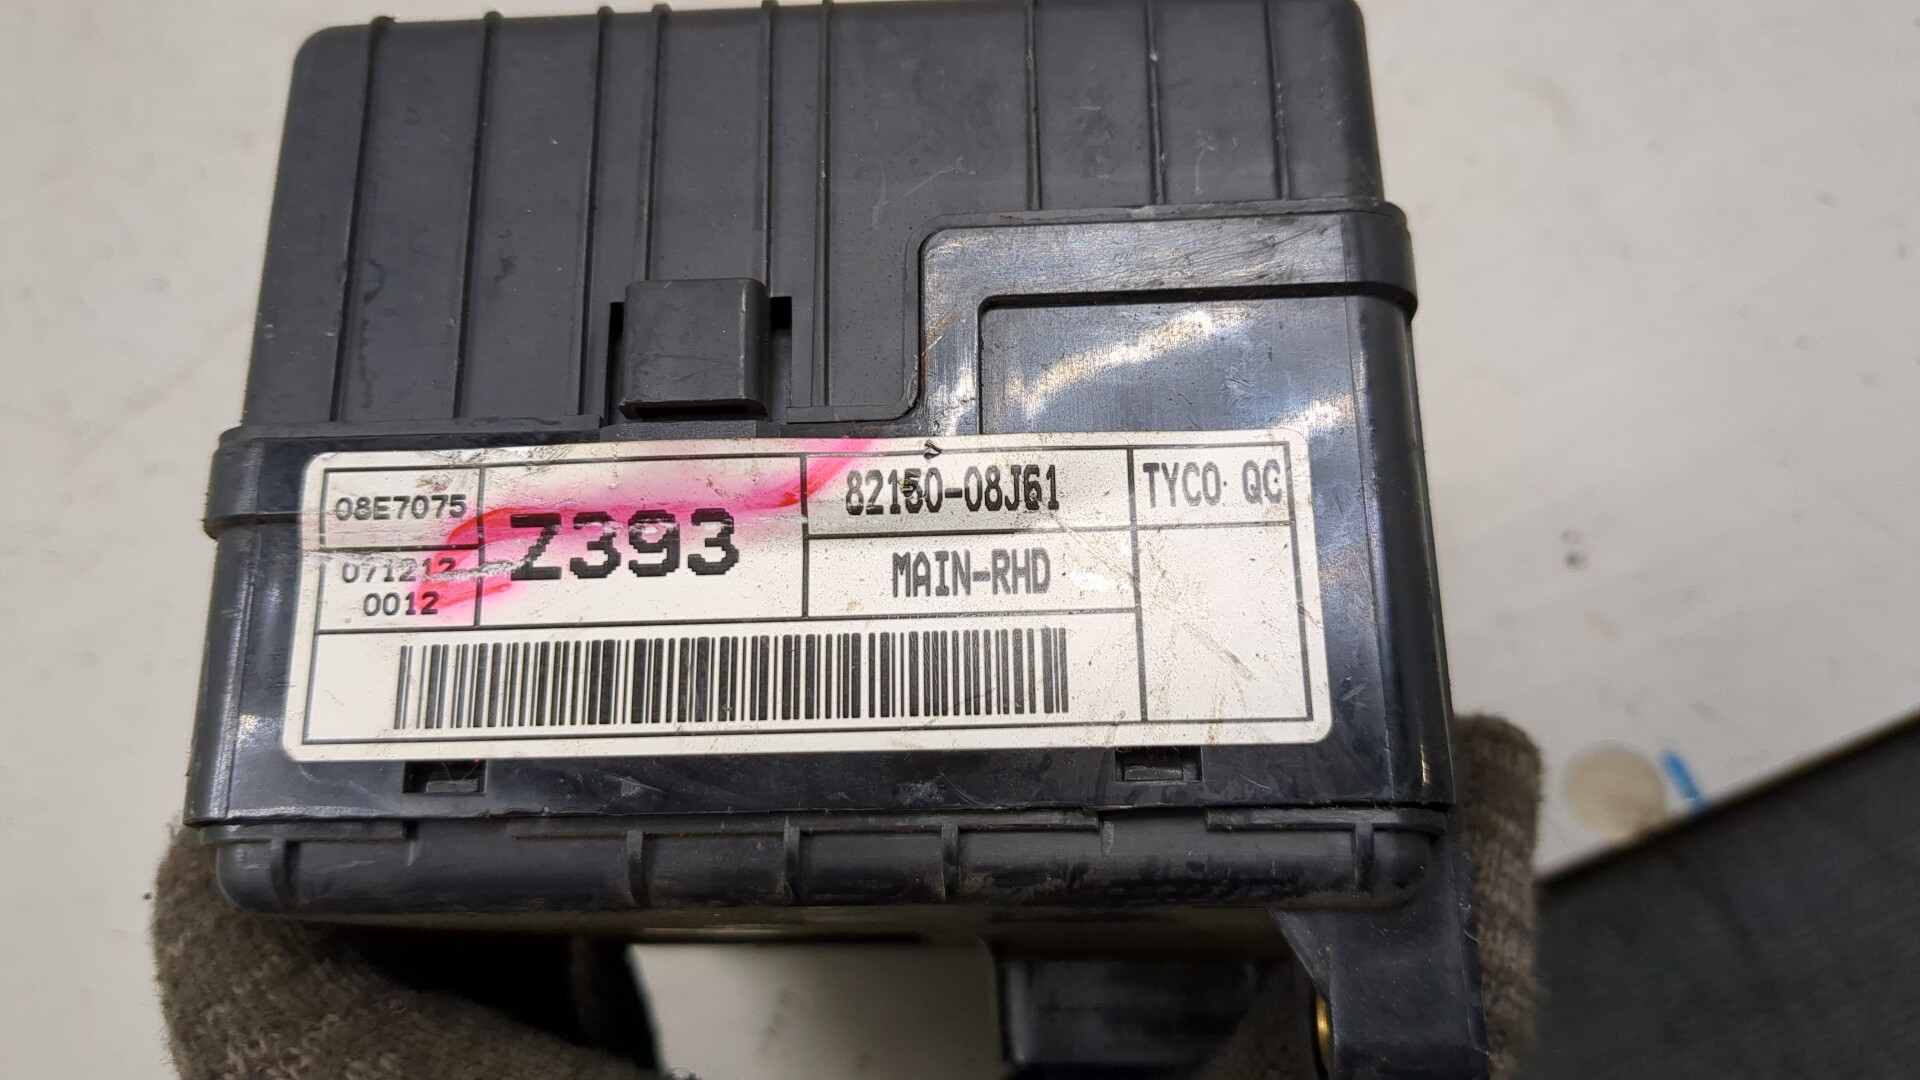 08E7075
071212
0012
Z393
82150-08J61
MAIN-RHD
TYCO QC